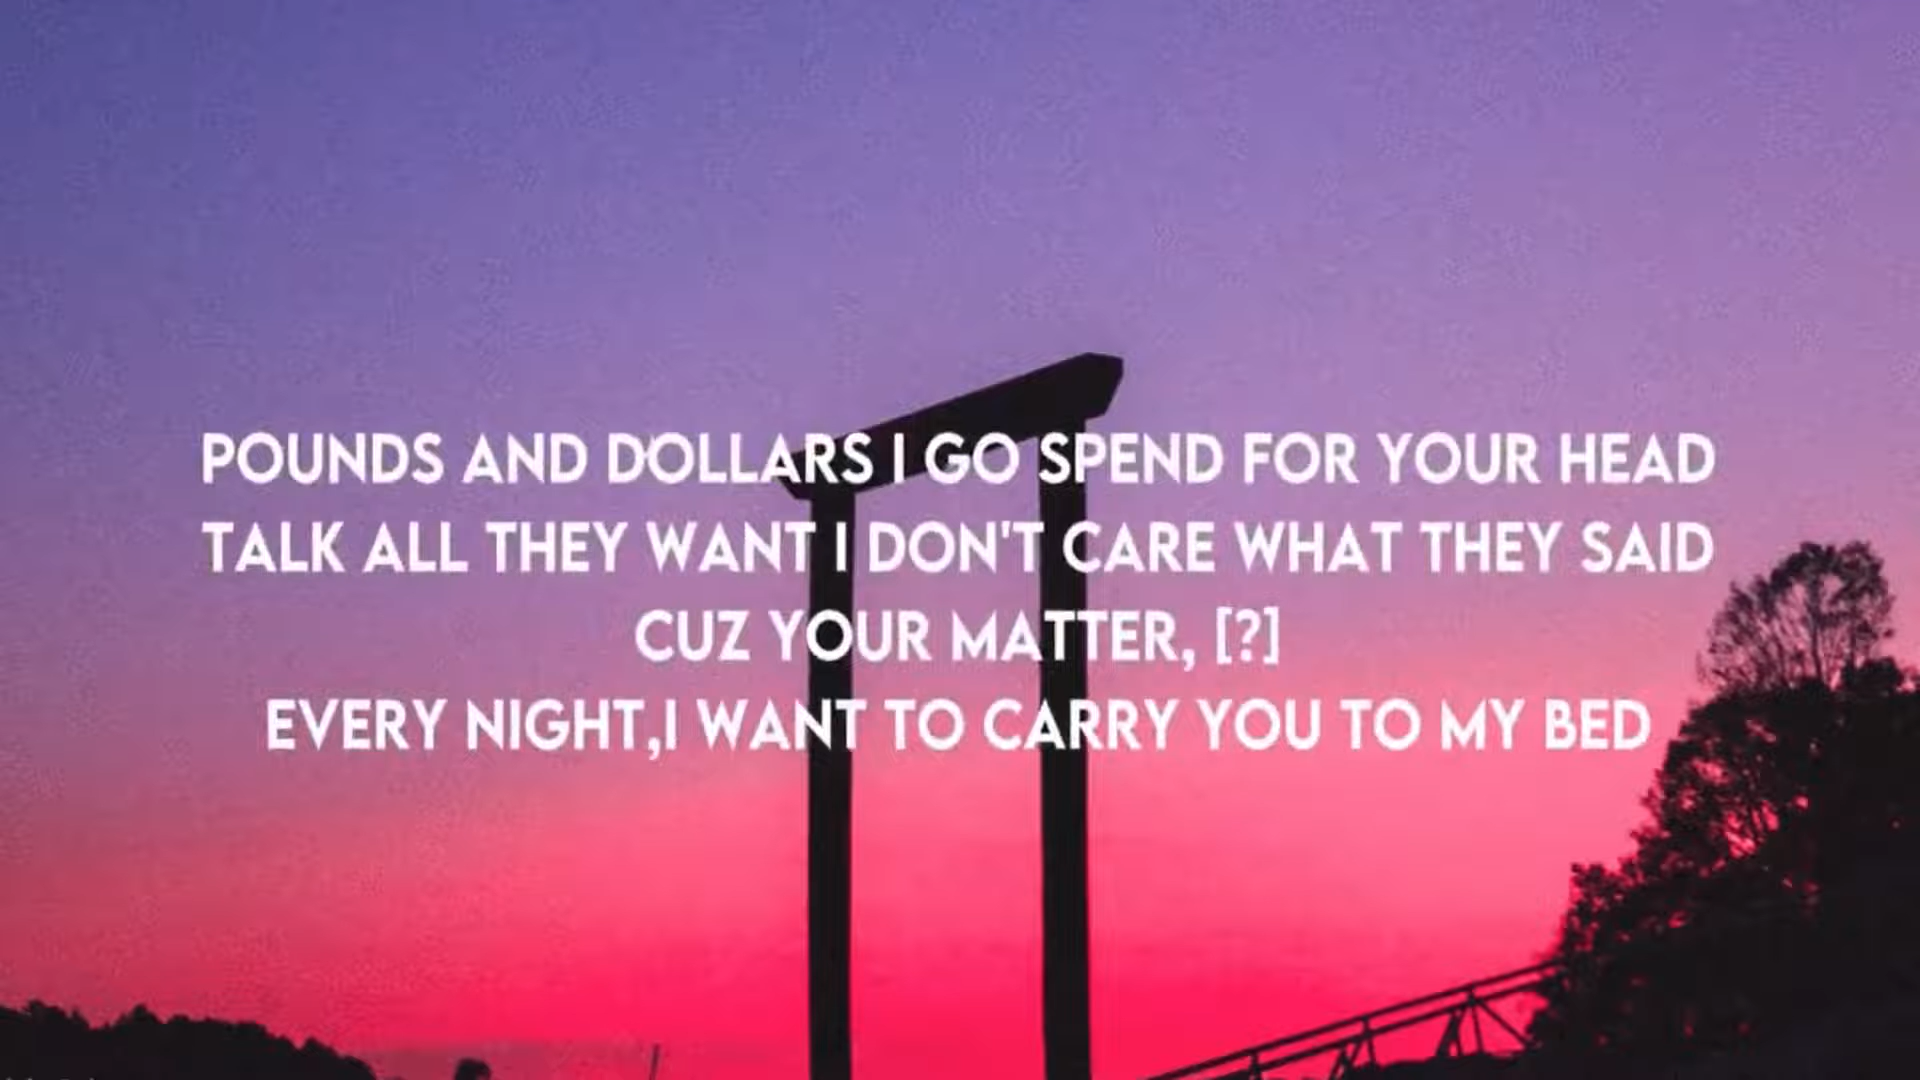 POUNDS AND DOLLARS I GO SPEND FOR YOUR HEAD
TALK ALL THEY WANT I DON'T CARE WHAT THEY SAID
CUZ YOUR MATTER, [?]
EVERY NIGHT,I WANT TO CARRY YOU TO MY BED